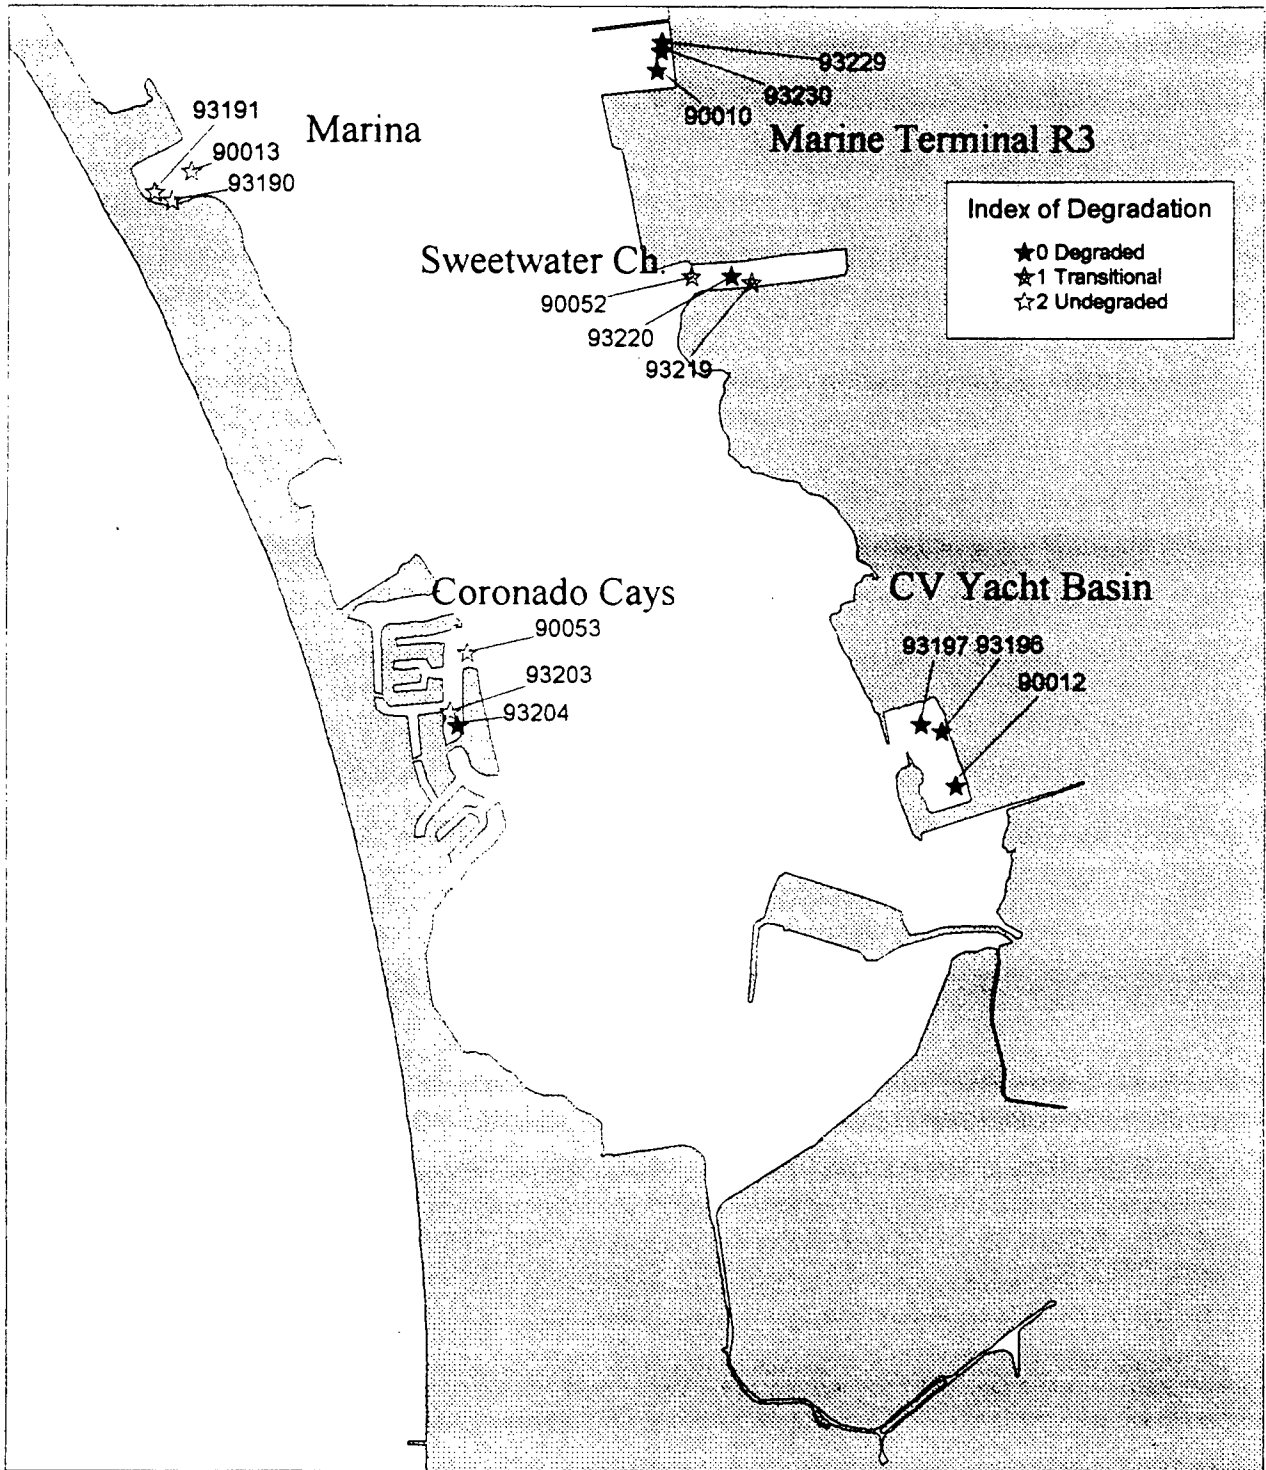 93229
93230
90010
Marine Terminal R3
93191
Marina
90013
93190
Index of Degradation
0 Degraded
1 Transitional
2 Undegraded
Sweetwater Ch.
90052
93220
93219
Coronado Cays
90053
93203
93204
CV Yacht Basin
93197 93196
90012